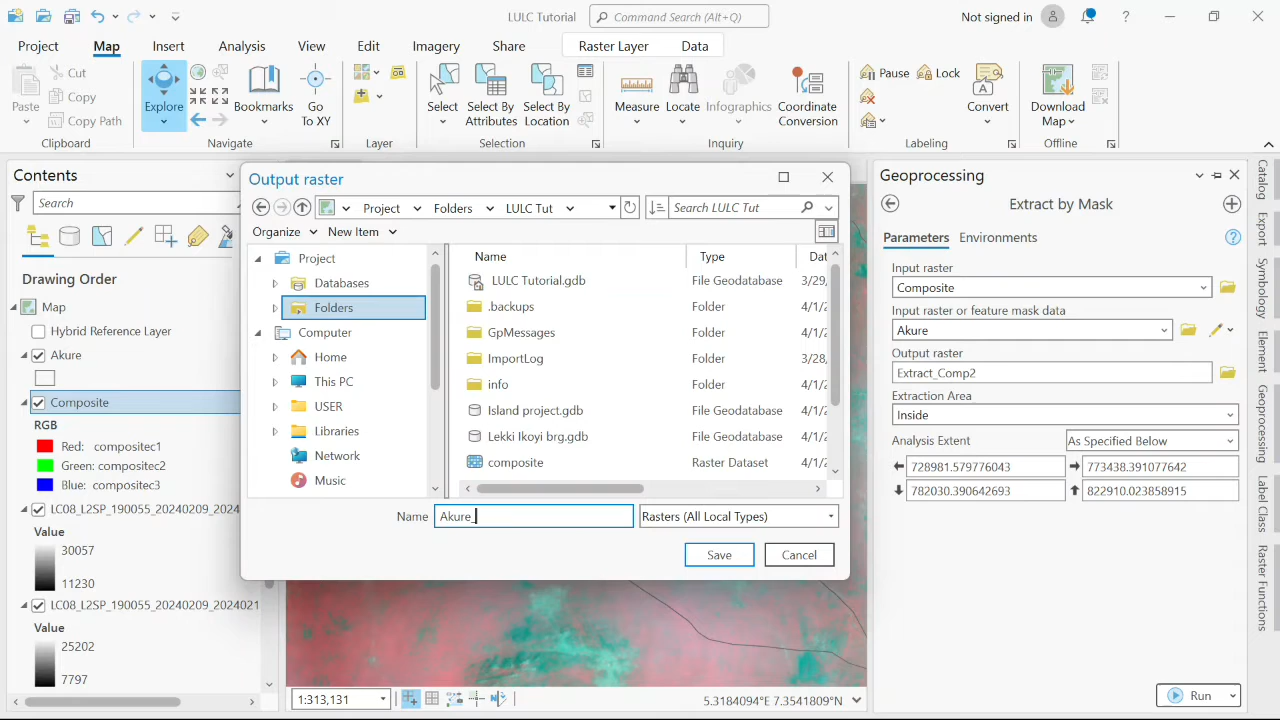 LULC Tutorial
Command Search (Alt+Q)
Not signed in
?
Project
Map
Insert
Analysis
View
Edit
Imagery
Share
Raster Layer
Data
Paste
Cut
Copy
Copy Path
Clipboard
Explore
Bookmarks
Go To XY
Navigate
Layer
Select
Select By Attributes
Select By Location
Selection
Measure
Locate
Infographics
Coordinate Conversion
Inquiry
Pause
Lock
Convert
Labeling
Download Map
Offline
Contents
Search
Drawing Order
Map
Hybrid Reference Layer
Akure
Composite
RGB
Red: compositec1
Green: compositec2
Blue: compositec3
LC08_L2SP_190055_20240209_2024021
Value
30057
11230
LC08_L2SP_190055_20240209_2024021
Value
25202
7797
Output raster
Project
Folders
LULC Tut
Search LULC Tut
Organize
New Item
Project
Databases
Folders
Computer
Home
This PC
USER
Libraries
Network
Music
Name Type Dat
LULC Tutorial.gdb File Geodatabase 3/29,
.backups Folder 4/1/2
GpMessages Folder 4/1/2
ImportLog Folder 3/28,
info Folder 4/1/2
Island project.gdb File Geodatabase 4/1/2
Lekki Ikoyi brg.gdb File Geodatabase 4/1/2
composite Raster Dataset 4/1/2
Name Akure_
Rasters (All Local Types)
Save
Cancel
1:313,131
5.3184094°E 7.3541809°N
Geoprocessing
Extract by Mask
Parameters
Environments
?
Input raster
Composite
Input raster or feature mask data
Akure
Output raster
Extract_Comp2
Extraction Area
Inside
Analysis Extent
As Specified Below
728981.579776043
773438.391077642
782030.390642693
822910.023858915
Run
Catalog
Export
Symbology
Element
Geoprocessing
Label Class
Raster Functions